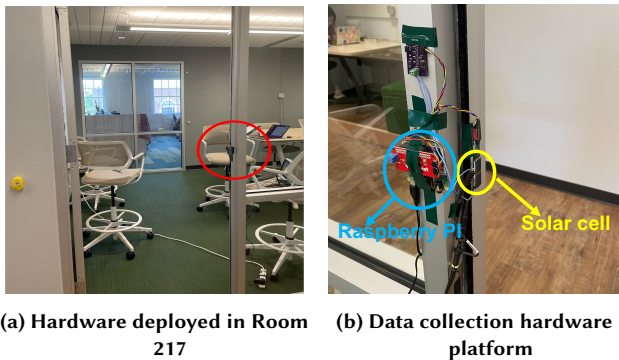 Raspberry PI
Solar cell
(a) Hardware deployed in Room
217
(b) Data collection hardware
platform